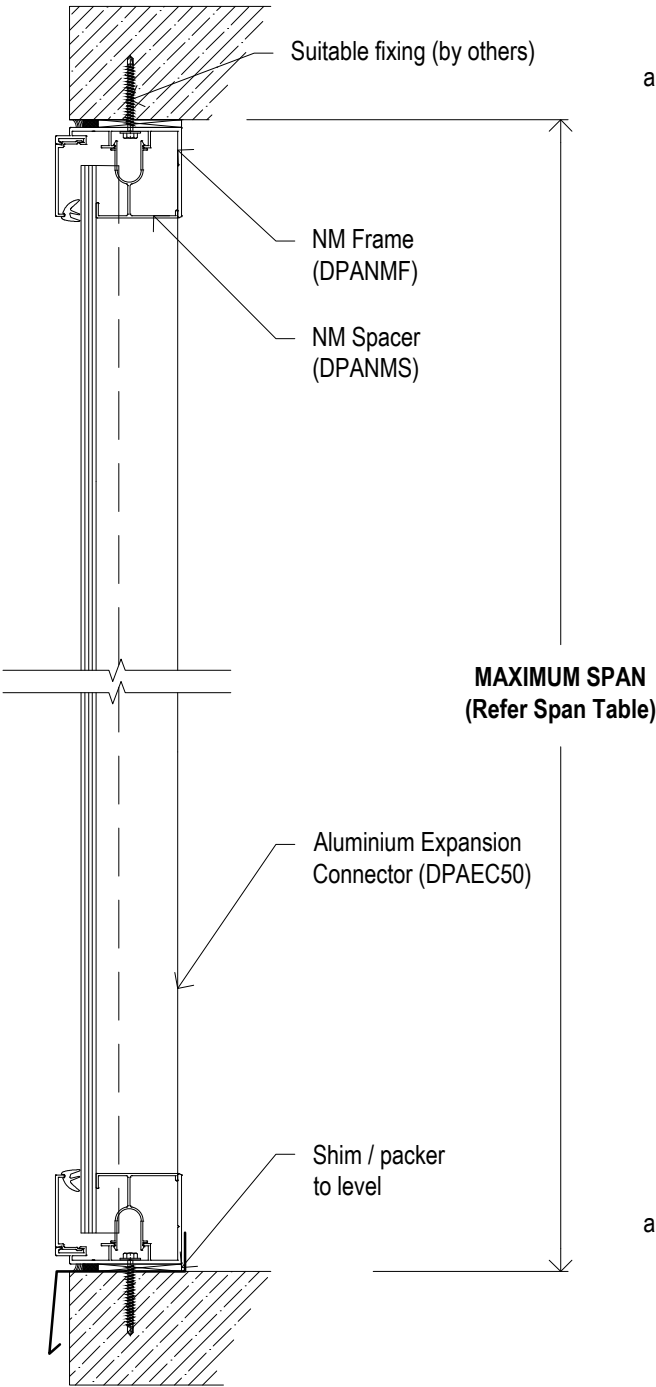 Suitable fixing (by others)
a
NM Frame
(DPANMF)
NM Spacer
(DPANMS)
MAXIMUM SPAN
(Refer Span Table)
Aluminium Expansion
Connector (DPAEC50)
Shim / packer
to level
a